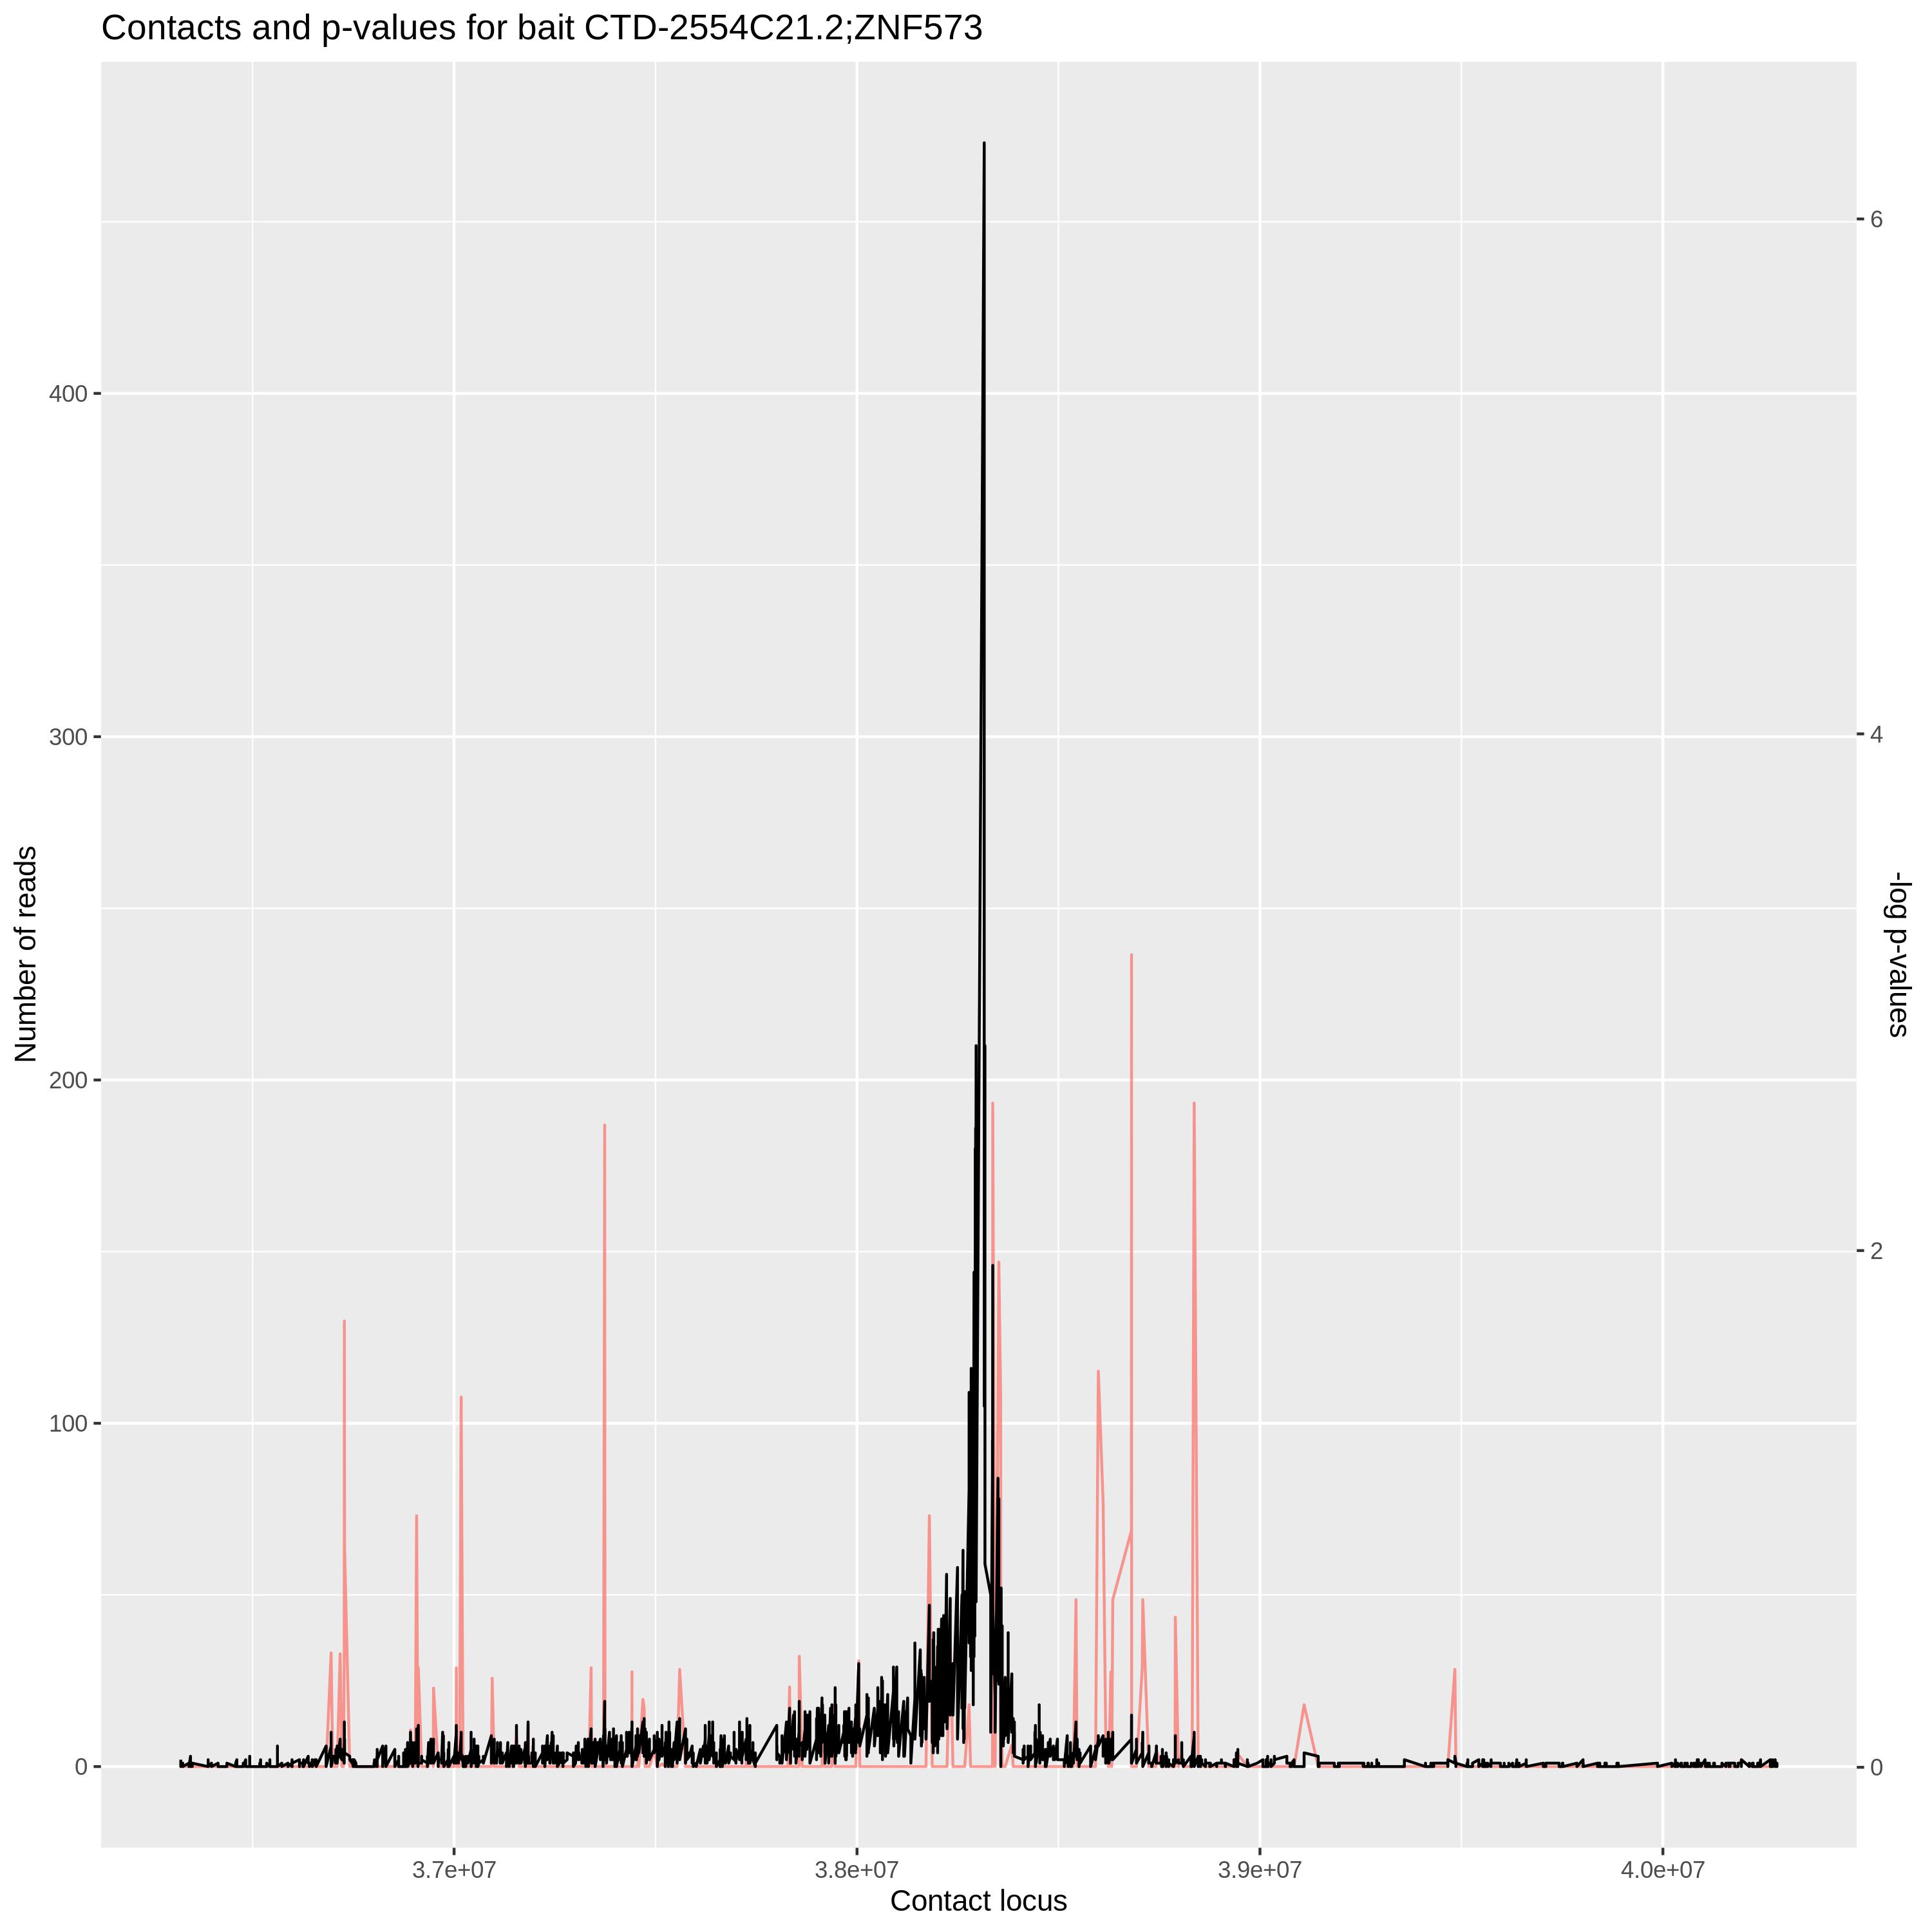 Contacts and p-values for bait CTD-2554C21.2;ZNF573
400
300
200
100
0
Number of reads
6
4
2
0
-log p-values
3.7e+07
3.8e+07
3.9e+07
4.0e+07
Contact locus